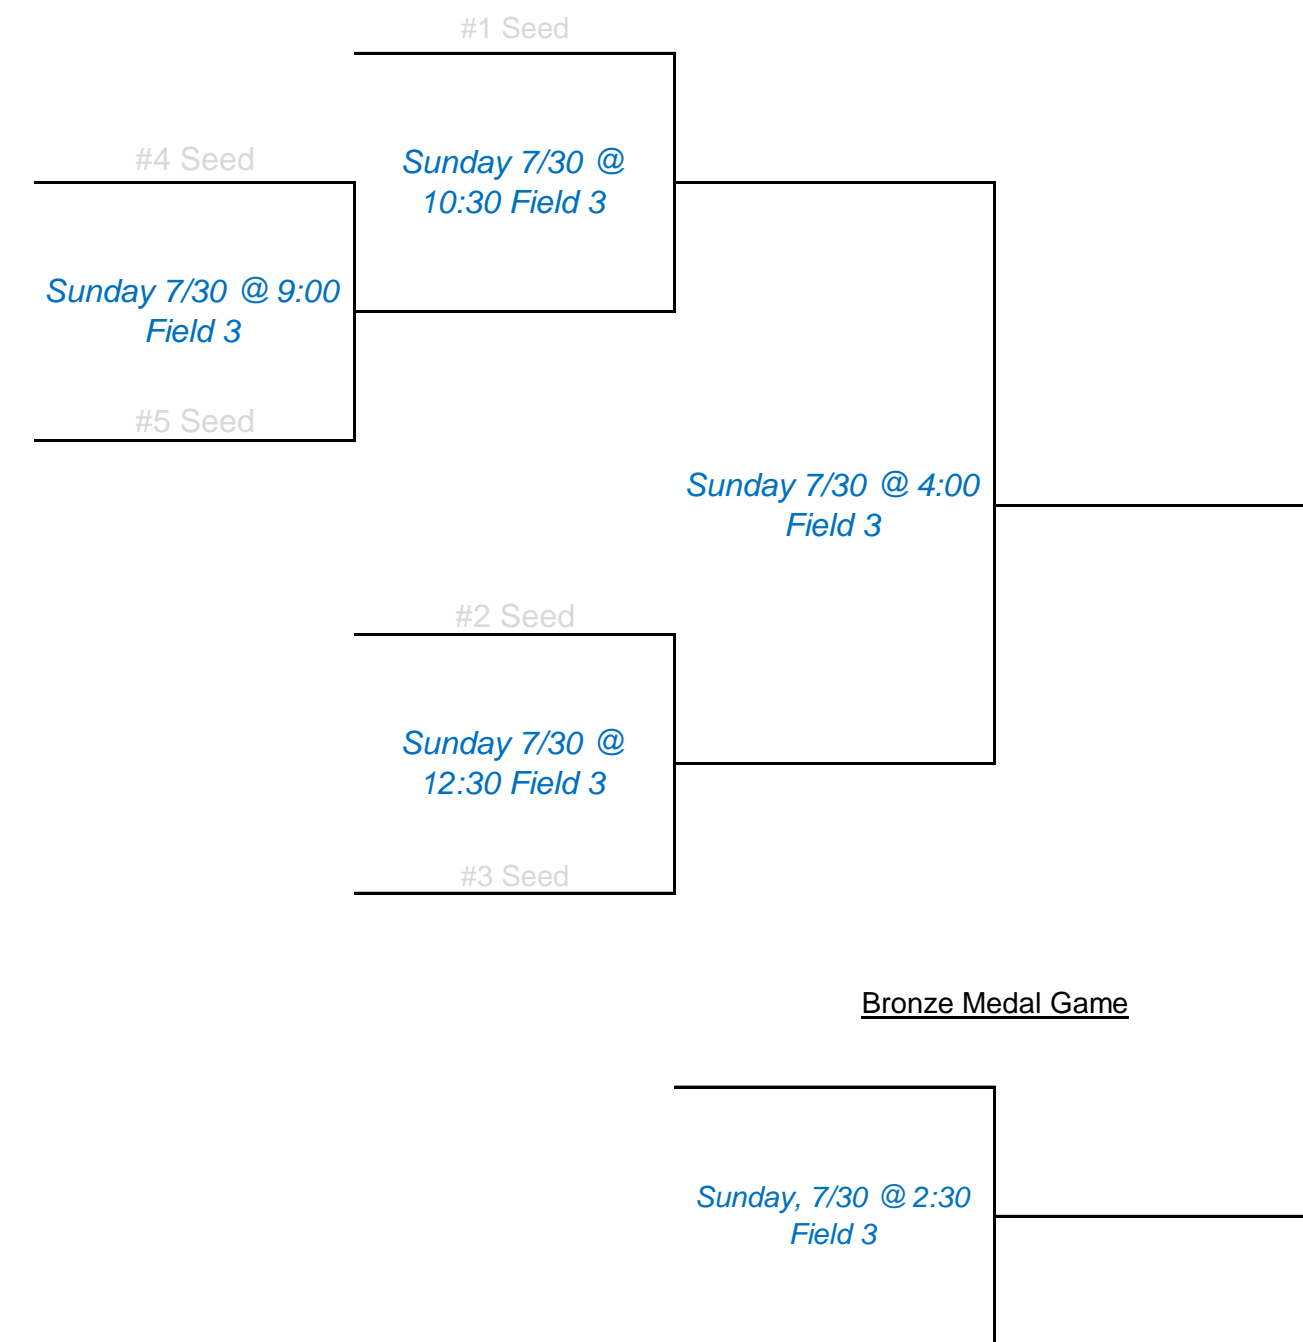 #1 Seed
#4 Seed
Sunday 7/30 @
10:30 Field 3
Sunday 7/30 @ 9:00
Field 3
#5 Seed
Sunday 7/30 @ 4:00
Field 3
#2 Seed
Sunday 7/30 @
12:30 Field 3
#3 Seed
Bronze Medal Game
Sunday, 7/30 @ 2:30
Field 3